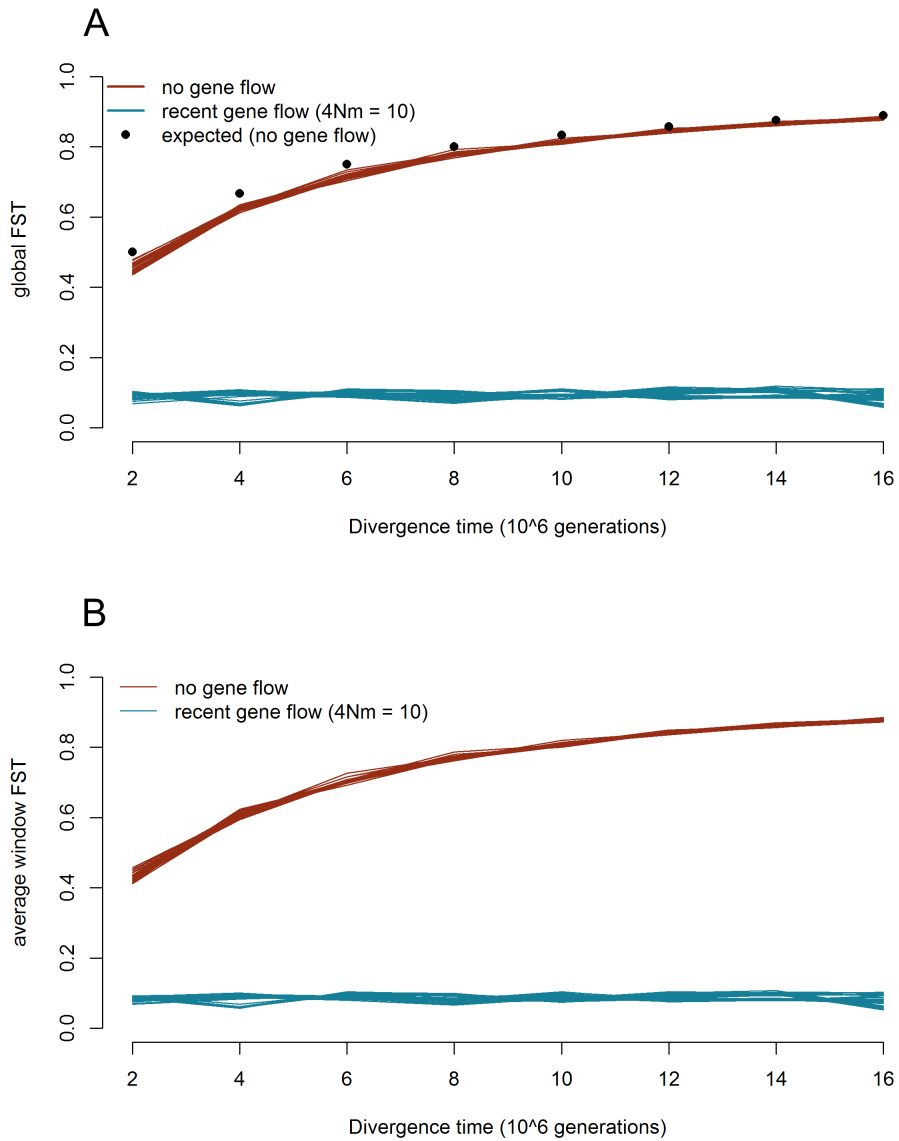 A
no gene flow
recent gene flow (4Nm = 10)
expected (no gene flow)
global FST
1.0
0.8
0.6
0.4
0.2
0.0
2 4 6 8 10 12 14 16
Divergence time (10^6 generations)
B
no gene flow
recent gene flow (4Nm = 10)
average window FST
1.0
0.8
0.6
0.4
0.2
0.0
2 4 6 8 10 12 14 16
Divergence time (10^6 generations)